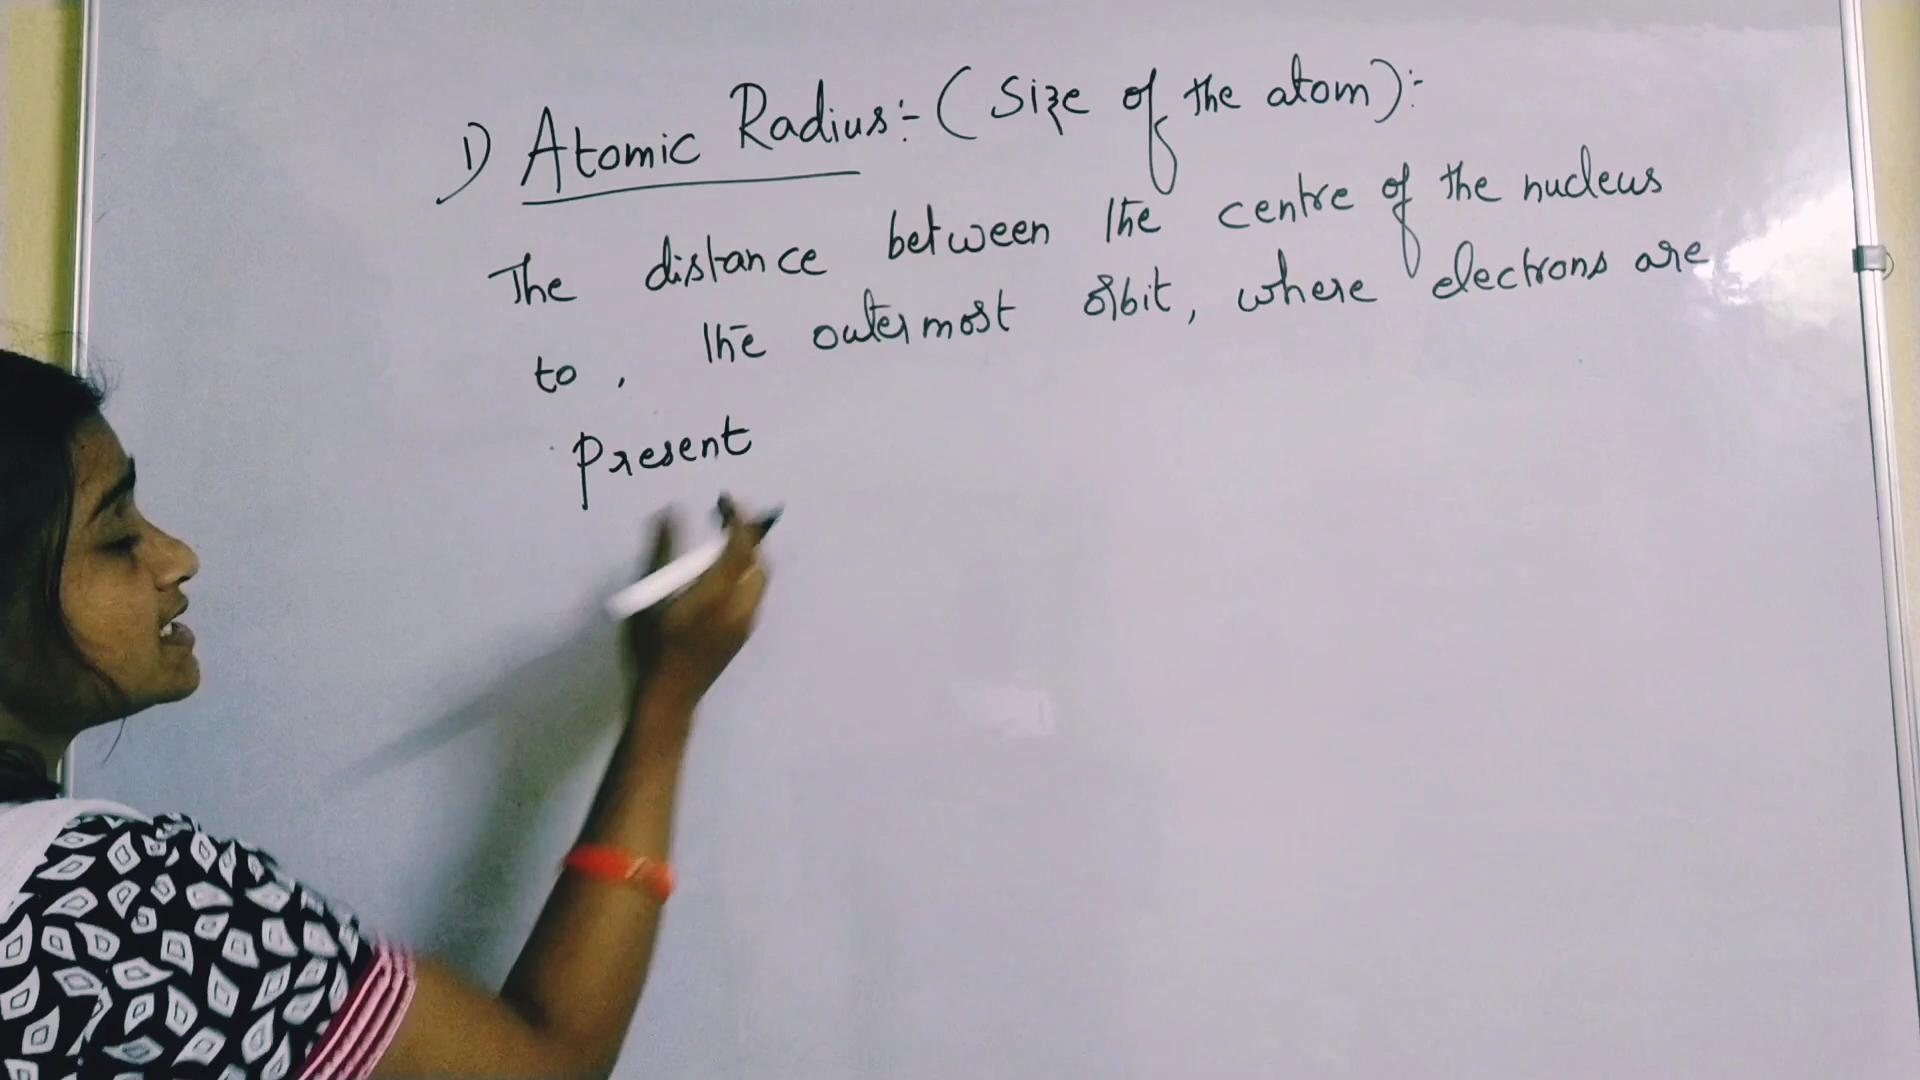 1) Atomic Radius:- (Size of the atom):-
The distance between the centre of the nucleus
to, the outermost orbit, where electrons are
Present